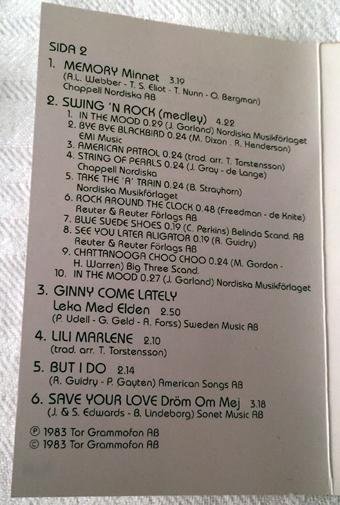 SIDA 2
1. MEMORY Minnet 3.19
(A.L. Webber - T. S. Eliot - T. Nunn - O. Bergman)
Chappell Nordiska AB
2. SWING 'N ROCK (medley) 4.22
1. IN THE MOOD 0.29 (J. Garland) Nordiska Musikförlaget
2. BYE BYE BLACKBIRD 0.24 (M. Dixon . R. Henderson)
EMI Music
3. AMERICAN PATROL 0.24 (trad. arr. T. Torstensson)
4. STRING OF PEARLS 0.24 (J. Gray - de Lange)
Chappell Nordiska
5. TAKE THE 'A' TRAIN 0.24 (B. Strayhorn)
Nordiska Musikförlaget
6. ROCK AROUND THE CLOCK 0.48 (Freedman - de Knite)
Reuter & Reuter Förlags AB
7. BLUE SUEDE SHOES 0.19 (C. Perkins) Belinda Scand. AB
8. SEE YOU LATER ALIGATOR 0.19 (R. Guidry)
Reuter & Reuter Förlags AB
9. CHATTANOOGA CHOO CHOO 0.24 (M. Gordon -
H. Warren) Big Three Scand.
10. IN THE MOOD 0.27 (J. Garland) Nordiska Musikförlaget
3. GINNY COME LATELY
Leka Med Elden 2.50
(P. Udell - G. Geld - A. Forss) Sweden Music AB
4. LILI MARLENE 2.10
(trad. arr. T. Torstensson)
5. BUT I DO 2.14
(R. Guidry - P. Gayten) American Songs AB
6. SAVE YOUR LOVE Dröm Om Mej 3.18
(J. & S. Edwards - B. Lindeborg) Sonet Music AB
℗ 1983 Tor Grammofon AB
© 1983 Tor Grammofon AB